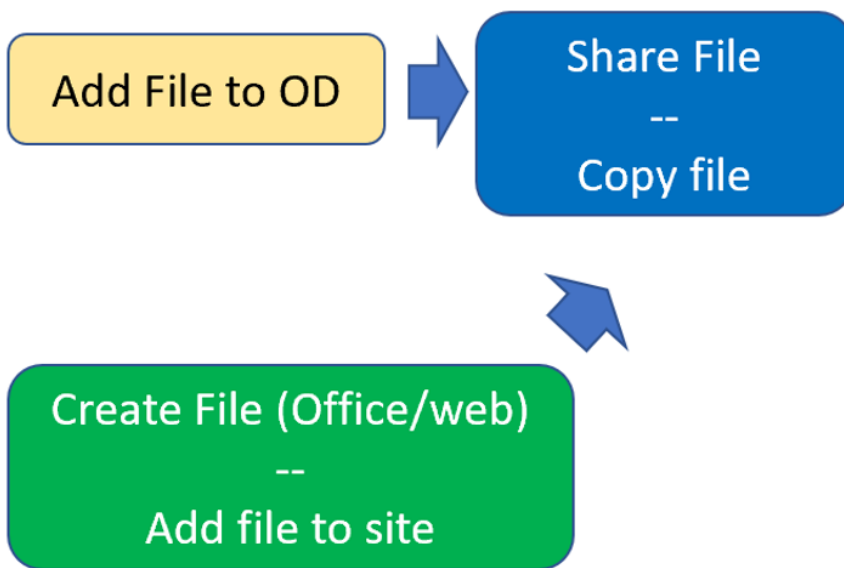 Add File to OD
Share File
--
Copy file
Create File (Office/web)
--
Add file to site